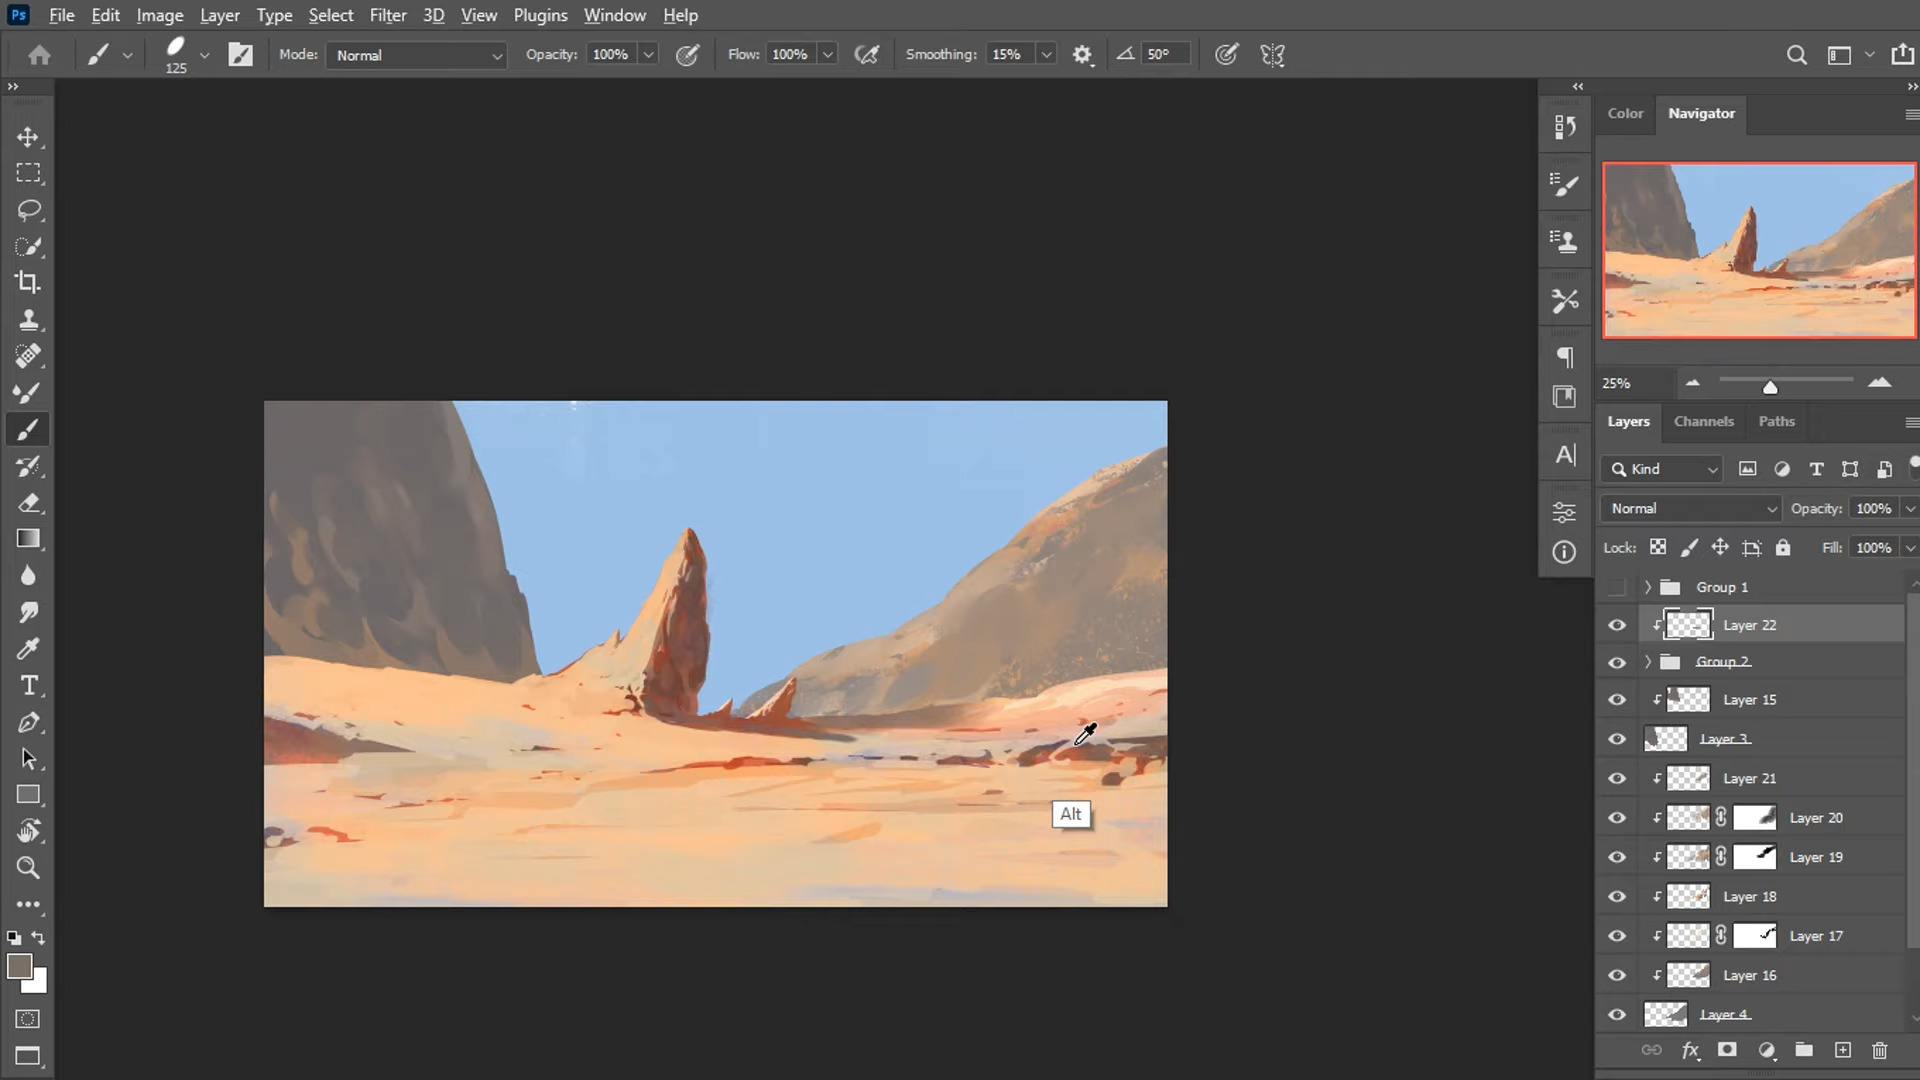 Ps File Edit Image Layer Type Select Filter 3D View Plugins Window Help
125 Mode: Normal Opacity: 100% Flow: 100% Smoothing: 15% 50°
Color Navigator
25%
Layers Channels Paths
Kind
Normal Opacity: 100%
Lock: Fill: 100%
Group 1
Layer 22
Group 2
Layer 15
Layer 3
Layer 21
Alt
Layer 20
Layer 19
Layer 18
Layer 17
Layer 16
Layer 4
fx